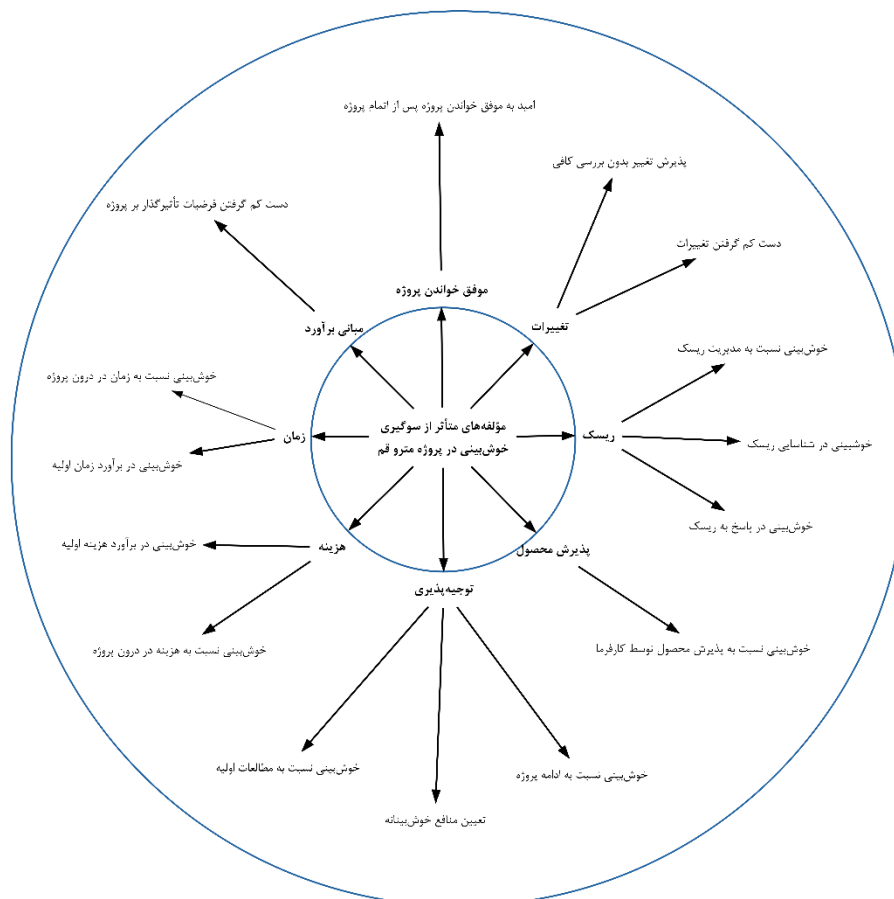 امید به موفق خواندن پروژه پس از اتمام پروژه
پذیرش تغییر بدون بررسی کافی
دست کم گرفتن فرضیات تأثیرگذار بر پروژه
دست کم گرفتن تغییرات
موفق خواندن پروژه
تغییرات
مبانی برآورد
خوش‌بینی نسبت به مدیریت ریسک
خوش‌بینی نسبت به زمان در درون پروژه
مؤلفه‌های متأثر از سوگیری
خوش‌بینی در پروژه مترو قم
ریسک
زمان
خوشبینی در شناسایی ریسک
خوش‌بینی در برآورد زمان اولیه
خوش‌بینی در پاسخ به ریسک
پذیرش محصول
هزینه
خوش‌بینی در برآورد هزینه اولیه
توجیه‌پذیری
خوش‌بینی نسبت به پذیرش محصول توسط کارفرما
خوش‌بینی نسبت به هزینه در درون پروژه
خوش‌بینی نسبت به مطالعات اولیه
خوش‌بینی نسبت به ادامه پروژه
تعیین منافع خوش‌بینانه